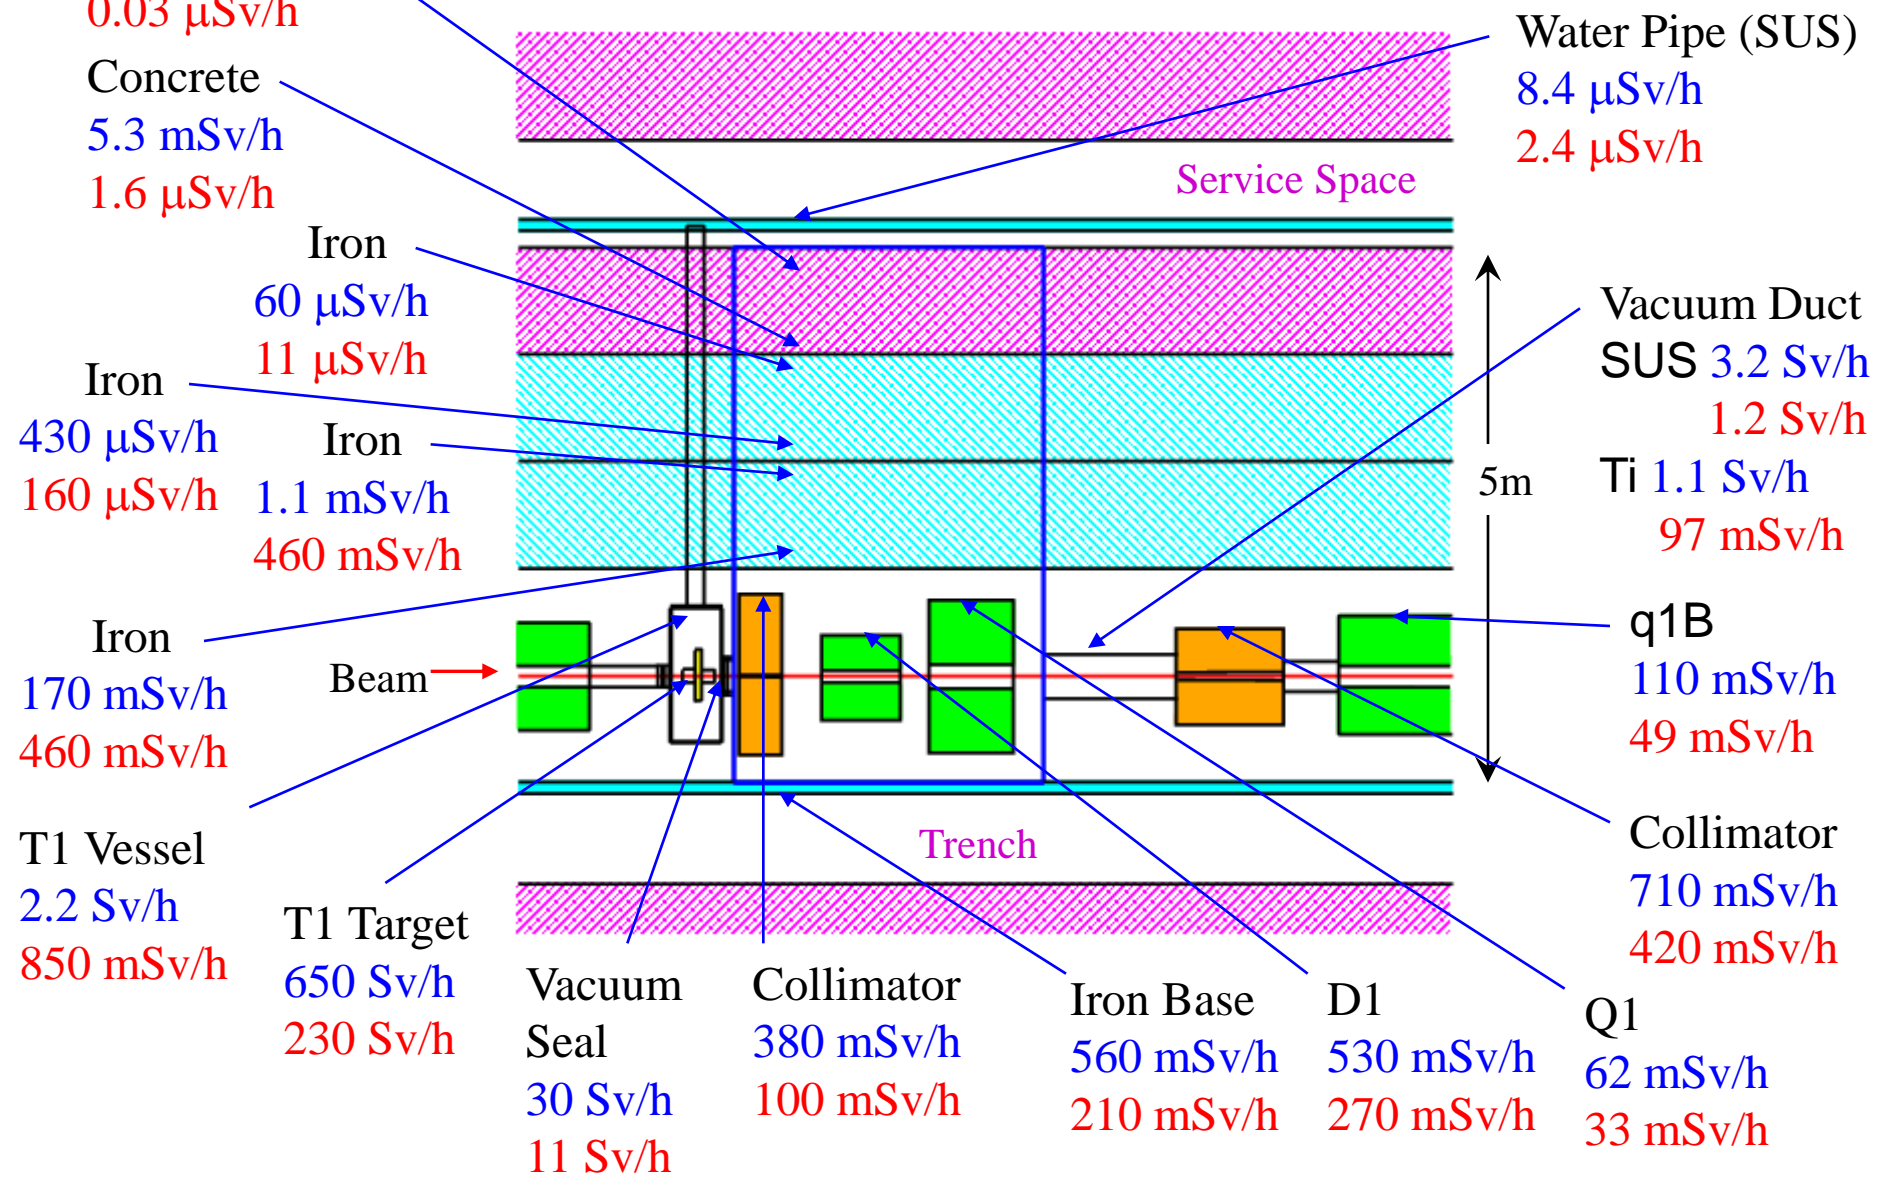 0.03 μSv/h
Concrete
5.3 mSv/h
1.6 μSv/h
Iron
60 μSv/h
11 μSv/h
Iron
430 μSv/h
160 μSv/h
Iron
1.1 mSv/h
460 mSv/h
Iron
170 mSv/h
460 mSv/h
Beam
T1 Vessel
2.2 Sv/h
850 mSv/h
T1 Target
650 Sv/h
230 Sv/h
Vacuum
Seal
30 Sv/h
11 Sv/h
Collimator
380 mSv/h
100 mSv/h
Iron Base
560 mSv/h
210 mSv/h
D1
530 mSv/h
270 mSv/h
Q1
62 mSv/h
33 mSv/h
Water Pipe (SUS)
8.4 μSv/h
2.4 μSv/h
Service Space
Trench
5m
Vacuum Duct
SUS 3.2 Sv/h
1.2 Sv/h
Ti 1.1 Sv/h
97 mSv/h
q1B
110 mSv/h
49 mSv/h
Collimator
710 mSv/h
420 mSv/h